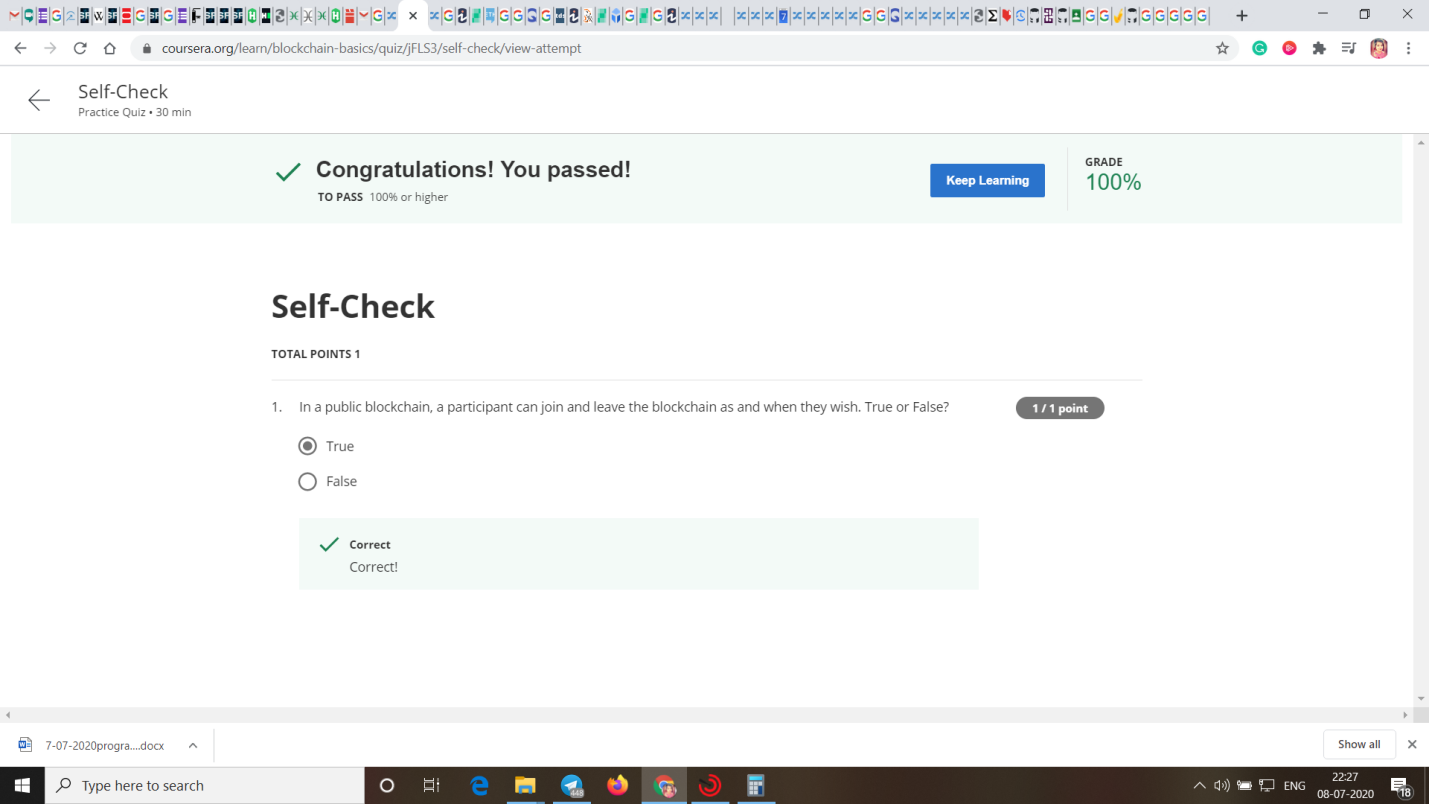 coursera.org/learn/blockchain-basics/quiz/jFLS3/self-check/view-attempt
Self-Check
Practice Quiz • 30 min
Congratulations! You passed!
TO PASS 100% or higher
Keep Learning
GRADE
100%
Self-Check
TOTAL POINTS 1
1. In a public blockchain, a participant can join and leave the blockchain as and when they wish. True or False?
1 / 1 point
True
False
Correct
Correct!
7-07-2020progra....docx
Show all
Type here to search
448
ENG
22:27
08-07-2020
18